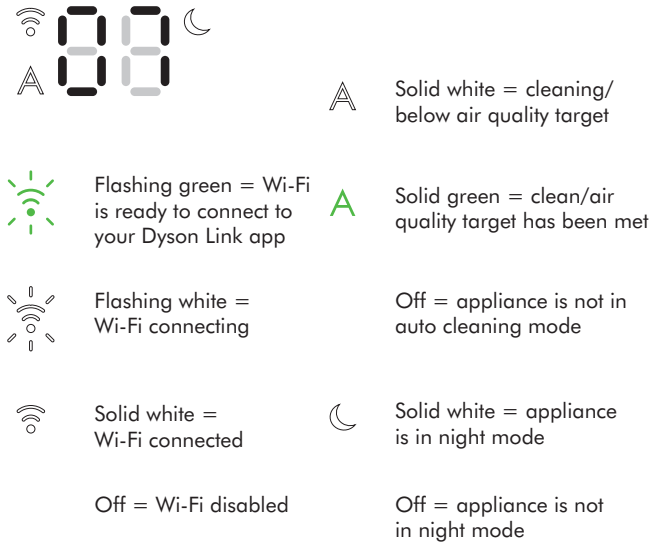 07
A
Flashing green = Wi-Fi
is ready to connect to
your Dyson Link app
Flashing white =
Wi-Fi connecting
Solid white =
Wi-Fi connected
Off = Wi-Fi disabled
A
Solid white = cleaning/
below air quality target
A
Solid green = clean/air
quality target has been met
Off = appliance is not in
auto cleaning mode
Solid white = appliance
is in night mode
Off = appliance is not
in night mode